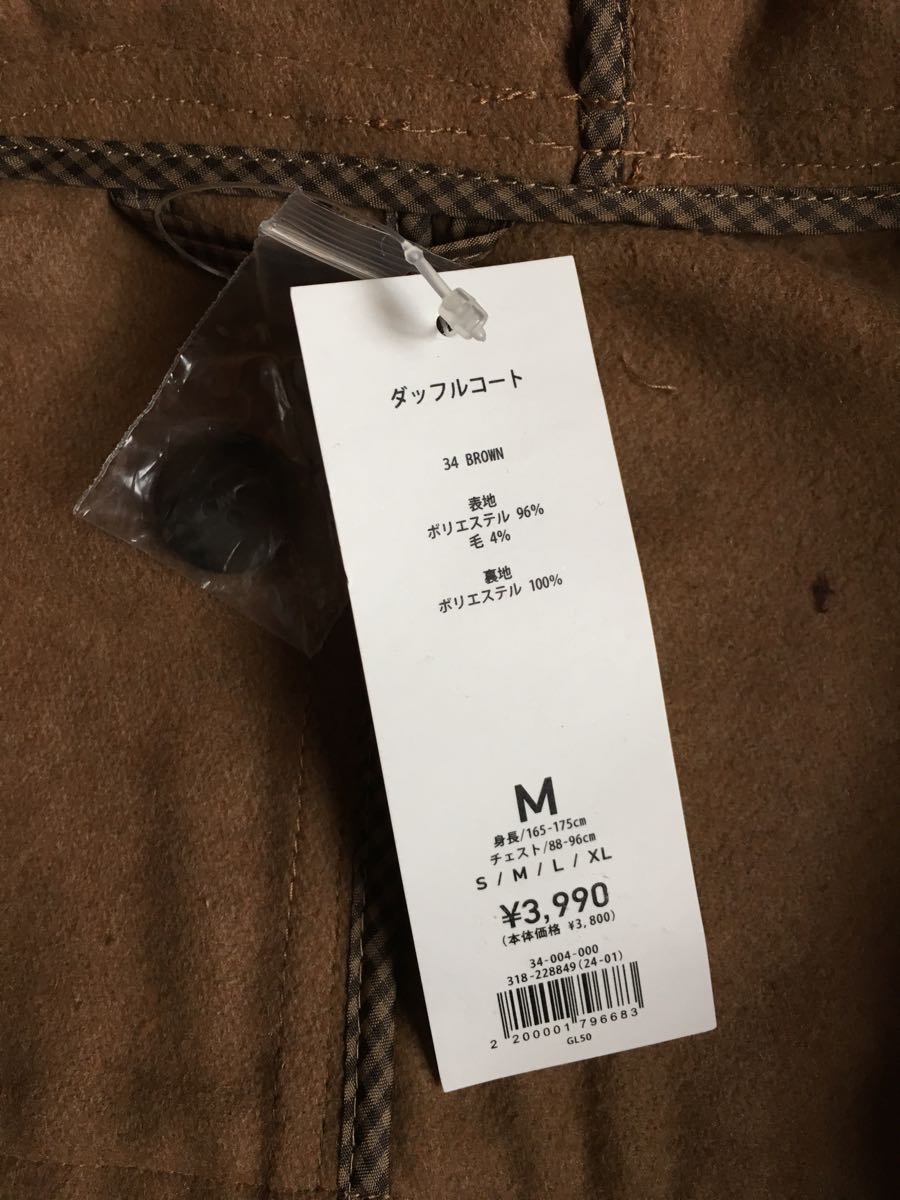 ダッフルコート
34 BROWN
表地
ポリエステル 96%
毛 4%
裏地
ポリエステル 100%
M
身長/165-175cm
チェスト/88-96cm
S / M / L / XL
¥3,990
(本体価格 ¥3,800)
34-004-000
318-228849(24-01)
2 200001 796683
GL50